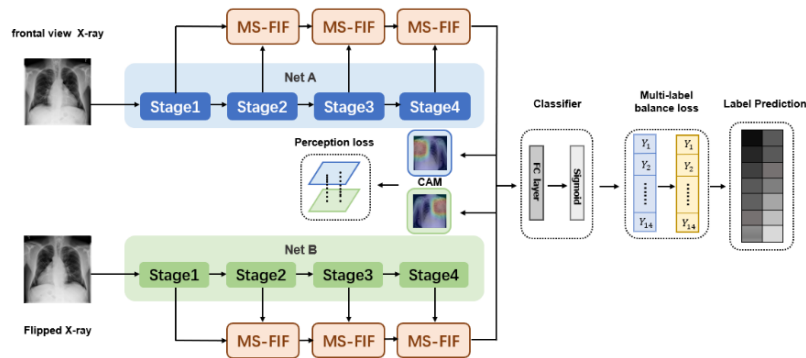 frontal view X-ray
MS-FIF
MS-FIF
MS-FIF
Net A
Stage1
Stage2
Stage3
Stage4
Perception loss
CAM
Classifier
FC layer
Sigmoid
Multi-label
balance loss
Y1
Y2
......
Y14
Y1
Y2
......
Y14
Label Prediction
Net B
Stage1
Stage2
Stage3
Stage4
Flipped X-ray
MS-FIF
MS-FIF
MS-FIF